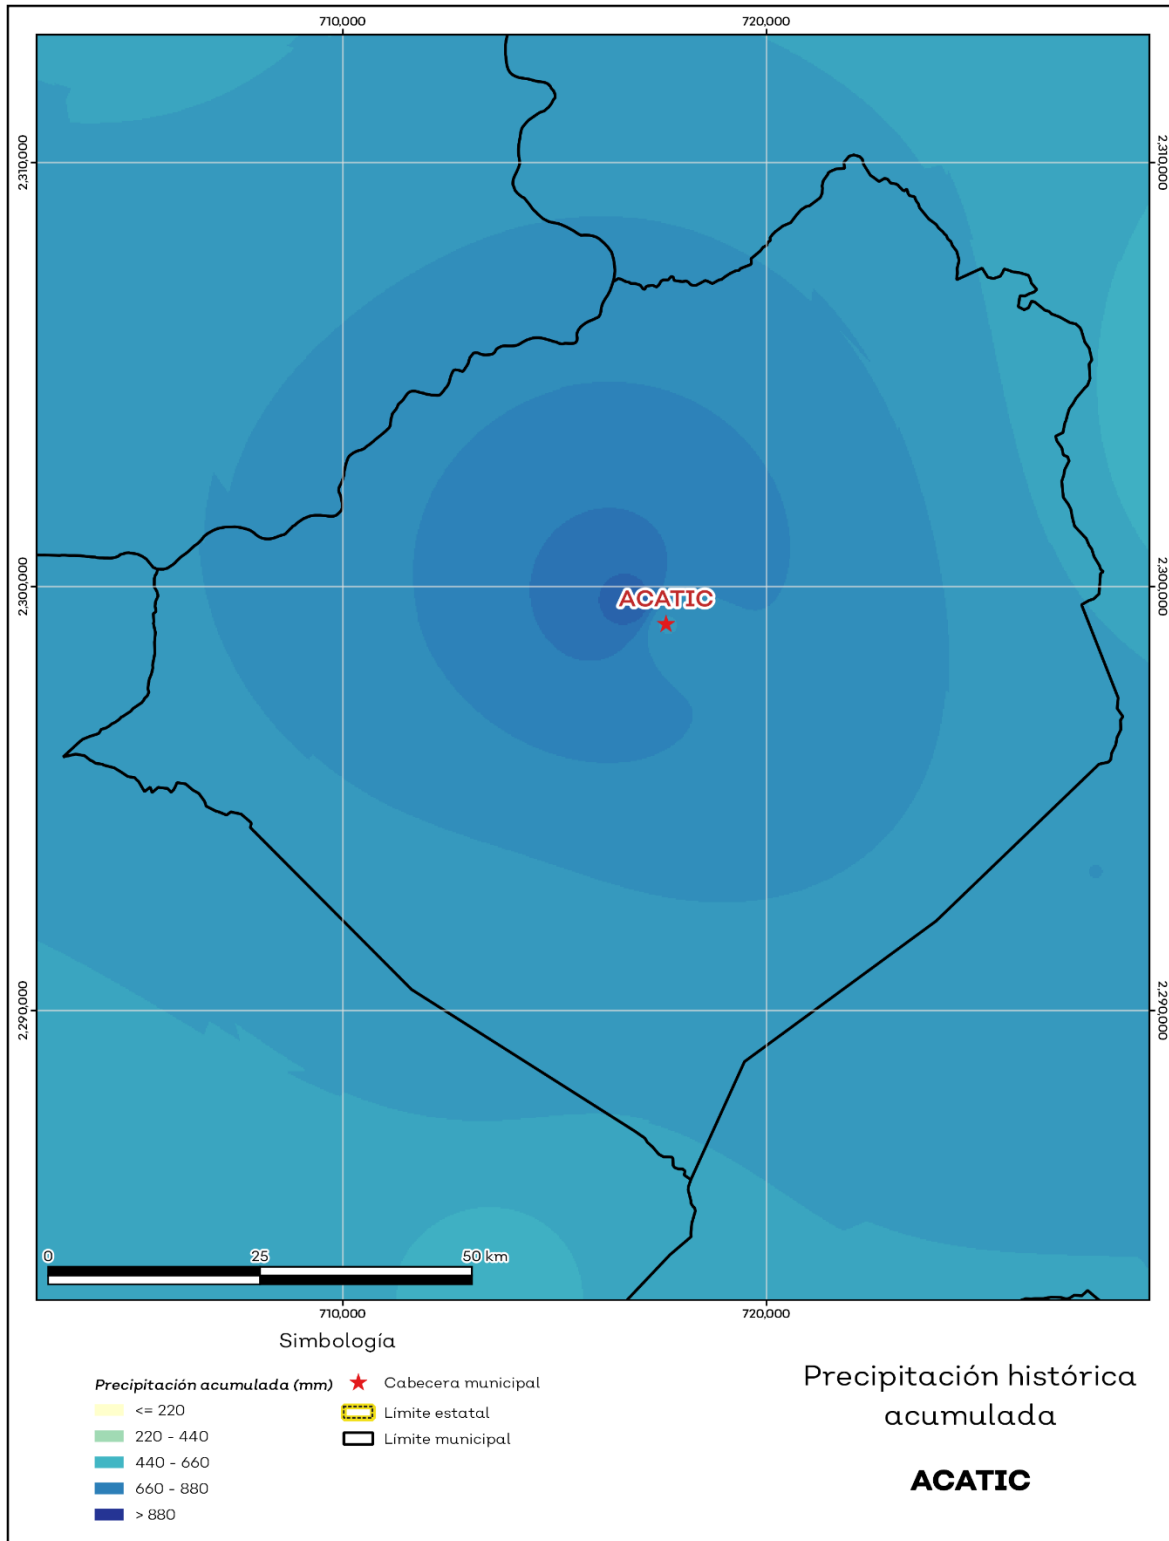 710,000
720,000
2,310,000
2,310,000
2,300,000
2,300,000
ACATIC
2,290,000
2,290,000
0
25
50 km
710,000
720,000
Simbología
Precipitación acumulada (mm)
<= 220
220 - 440
440 - 660
660 - 880
> 880
Cabecera municipal
Límite estatal
Límite municipal
Precipitación histórica
acumulada
ACATIC